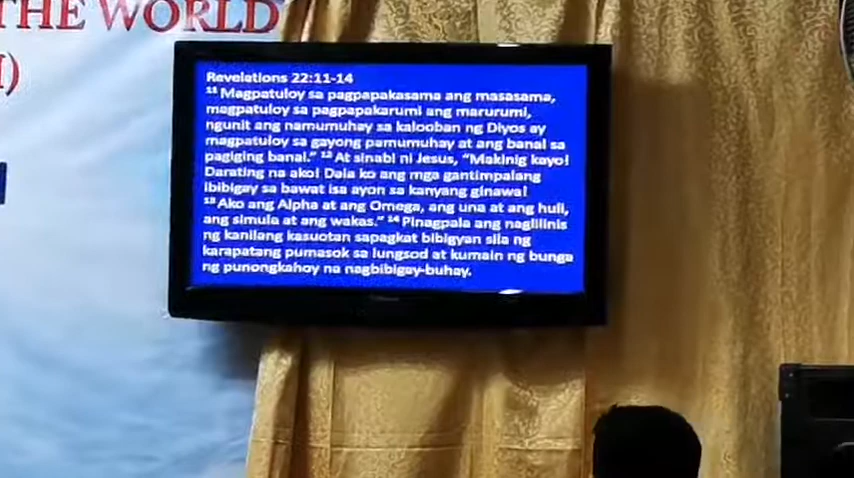 THE WORLD
Revelations 22:11-14
¹¹ Magpatuloy sa pagpapakasama ang masasama,
magpatuloy sa pagpapakarumi ang marurumi,
ngunit ang namumuhay sa kalooban ng Diyos ay
magpatuloy sa gayong pamumuhay at ang banal sa
pagiging banal.” ¹² At sinabi ni Jesus, “Makinig kayo!
Darating na ako! Dala ko ang mga gantimpalang
ibibigay sa bawat isa ayon sa kanyang ginawa!
¹³ Ako ang Alpha at ang Omega, ang una at ang huli,
ang simula at ang wakas.” ¹⁴ Pinagpala ang naglilinis
ng kanilang kasuotan sapagkat bibigyan sila ng
karapatang pumasok sa lungsod at kumain ng bunga
ng punongkahoy na nagbibigay-buhay.